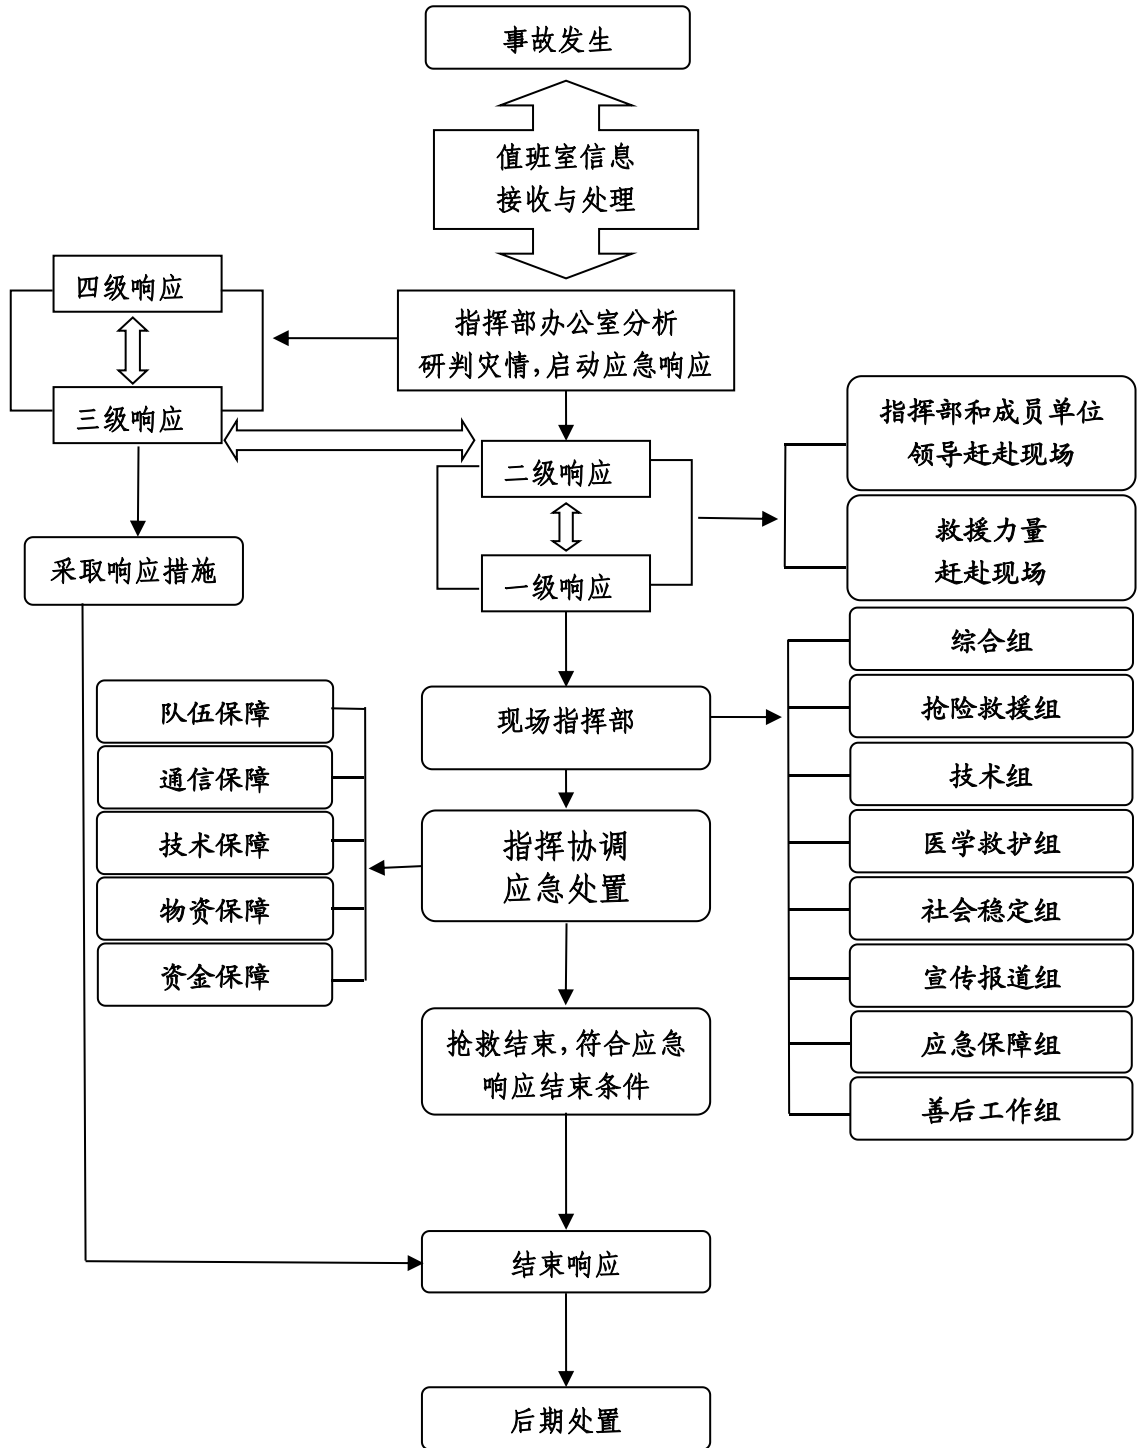 事故发生
值班室信息
接收与处理
四级响应
指挥部办公室分析
研判灾情,启动应急响应
三级响应
指挥部和成员单位
领导赶赴现场
二级响应
救援力量
赶赴现场
采取响应措施
一级响应
综合组
队伍保障
现场指挥部
抢险救援组
通信保障
技术组
技术保障
指挥协调
应急处置
医学救护组
物资保障
社会稳定组
资金保障
宣传报道组
抢救结束,符合应急
响应结束条件
应急保障组
善后工作组
结束响应
后期处置